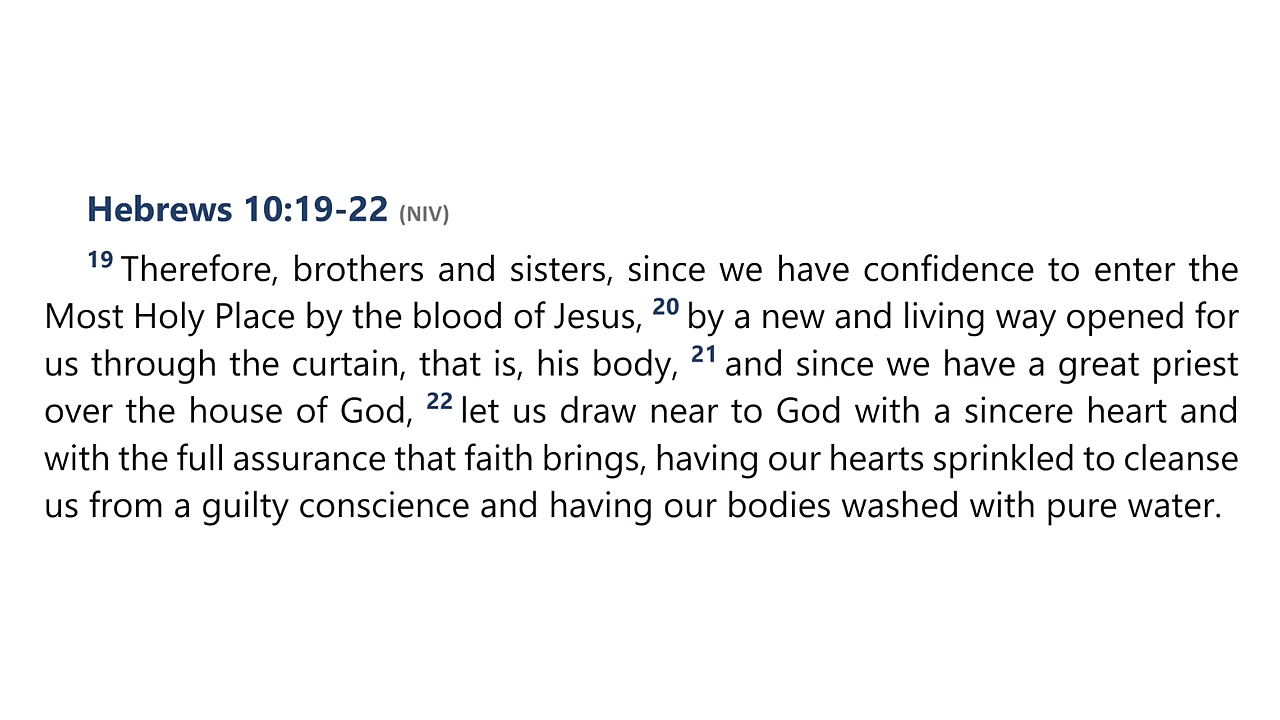 Hebrews 10:19-22 (NIV)
19 Therefore, brothers and sisters, since we have confidence to enter the
Most Holy Place by the blood of Jesus, 20 by a new and living way opened for
us through the curtain, that is, his body, 21 and since we have a great priest
over the house of God, 22 let us draw near to God with a sincere heart and
with the full assurance that faith brings, having our hearts sprinkled to cleanse
us from a guilty conscience and having our bodies washed with pure water.